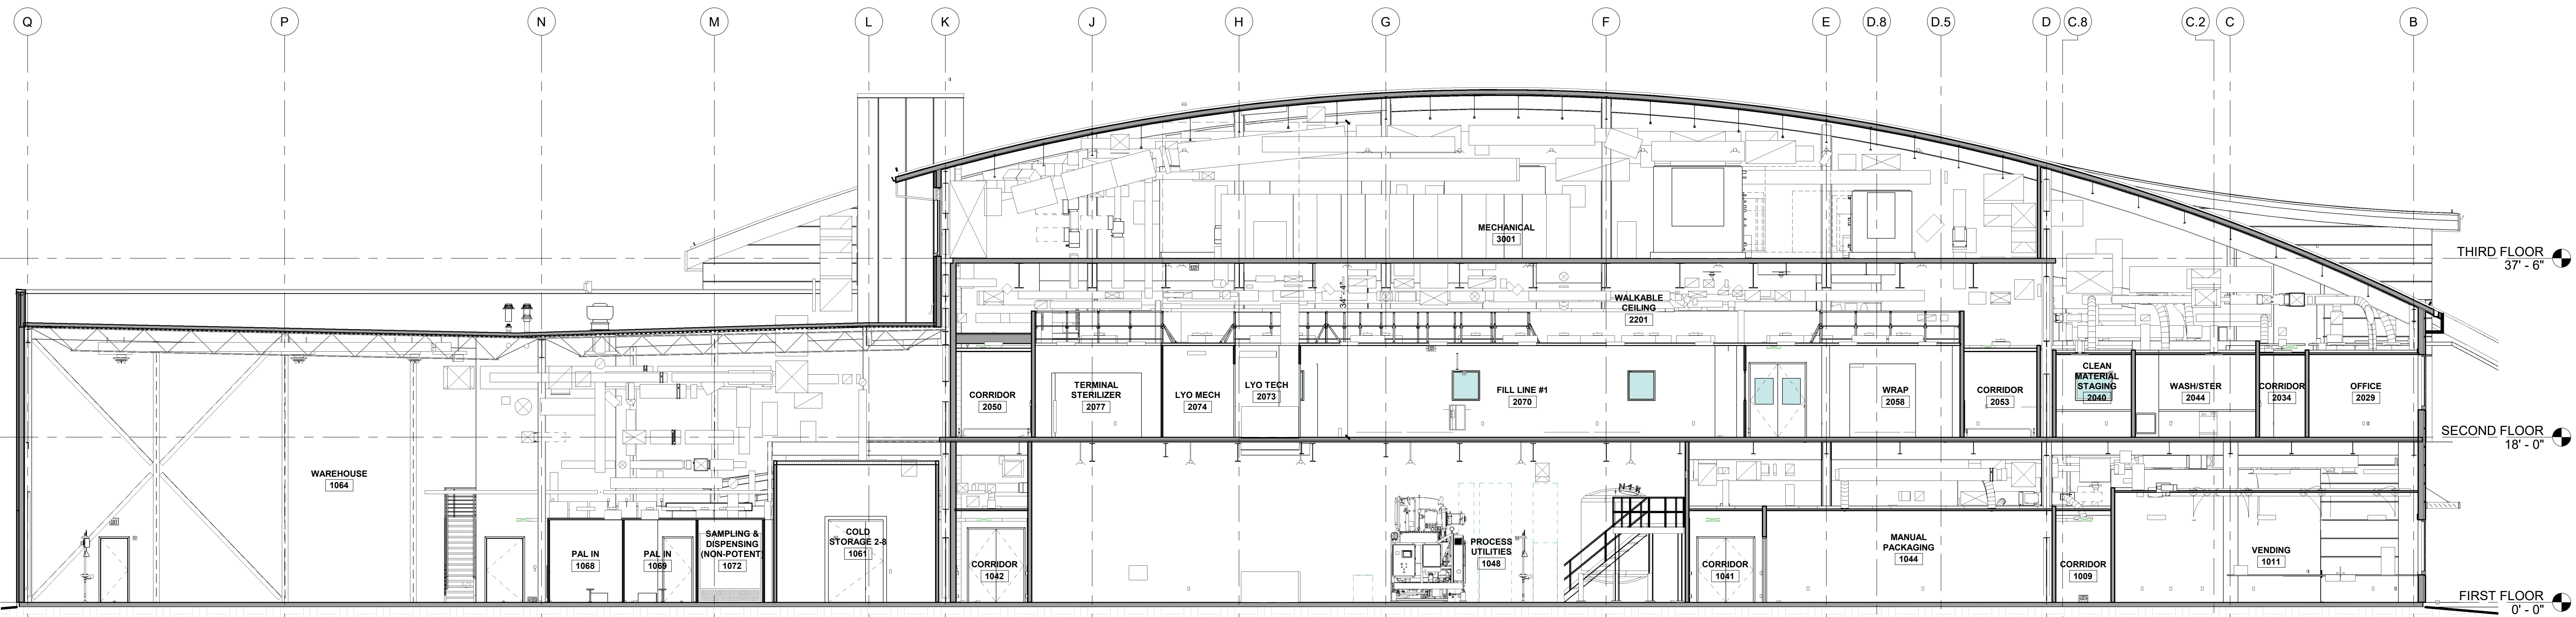 Q
P
N
M
L
K
J
H
G
F
E
D.8
D.5
D
C.8
C.2
C
B
MECHANICAL
3001
THIRD FLOOR
37' - 6"
34' - 4"
WALKABLE
CEILING
2201
CORRIDOR
2050
TERMINAL
STERILIZER
2077
LYO MECH
2074
LYO TECH
2073
FILL LINE #1
2070
WRAP
2058
CORRIDOR
2053
CLEAN
MATERIAL
STAGING
2040
WASH/STER
2044
CORRIDOR
2034
OFFICE
2029
SECOND FLOOR
18' - 0"
WAREHOUSE
1064
PAL IN
1068
PAL IN
1069
SAMPLING &
DISPENSING
(NON-POTENT)
1072
COLD
STORAGE 2-8
1061
CORRIDOR
1042
PROCESS
UTILITIES
1048
CORRIDOR
1041
MANUAL
PACKAGING
1044
CORRIDOR
1009
VENDING
1011
FIRST FLOOR
0' - 0"